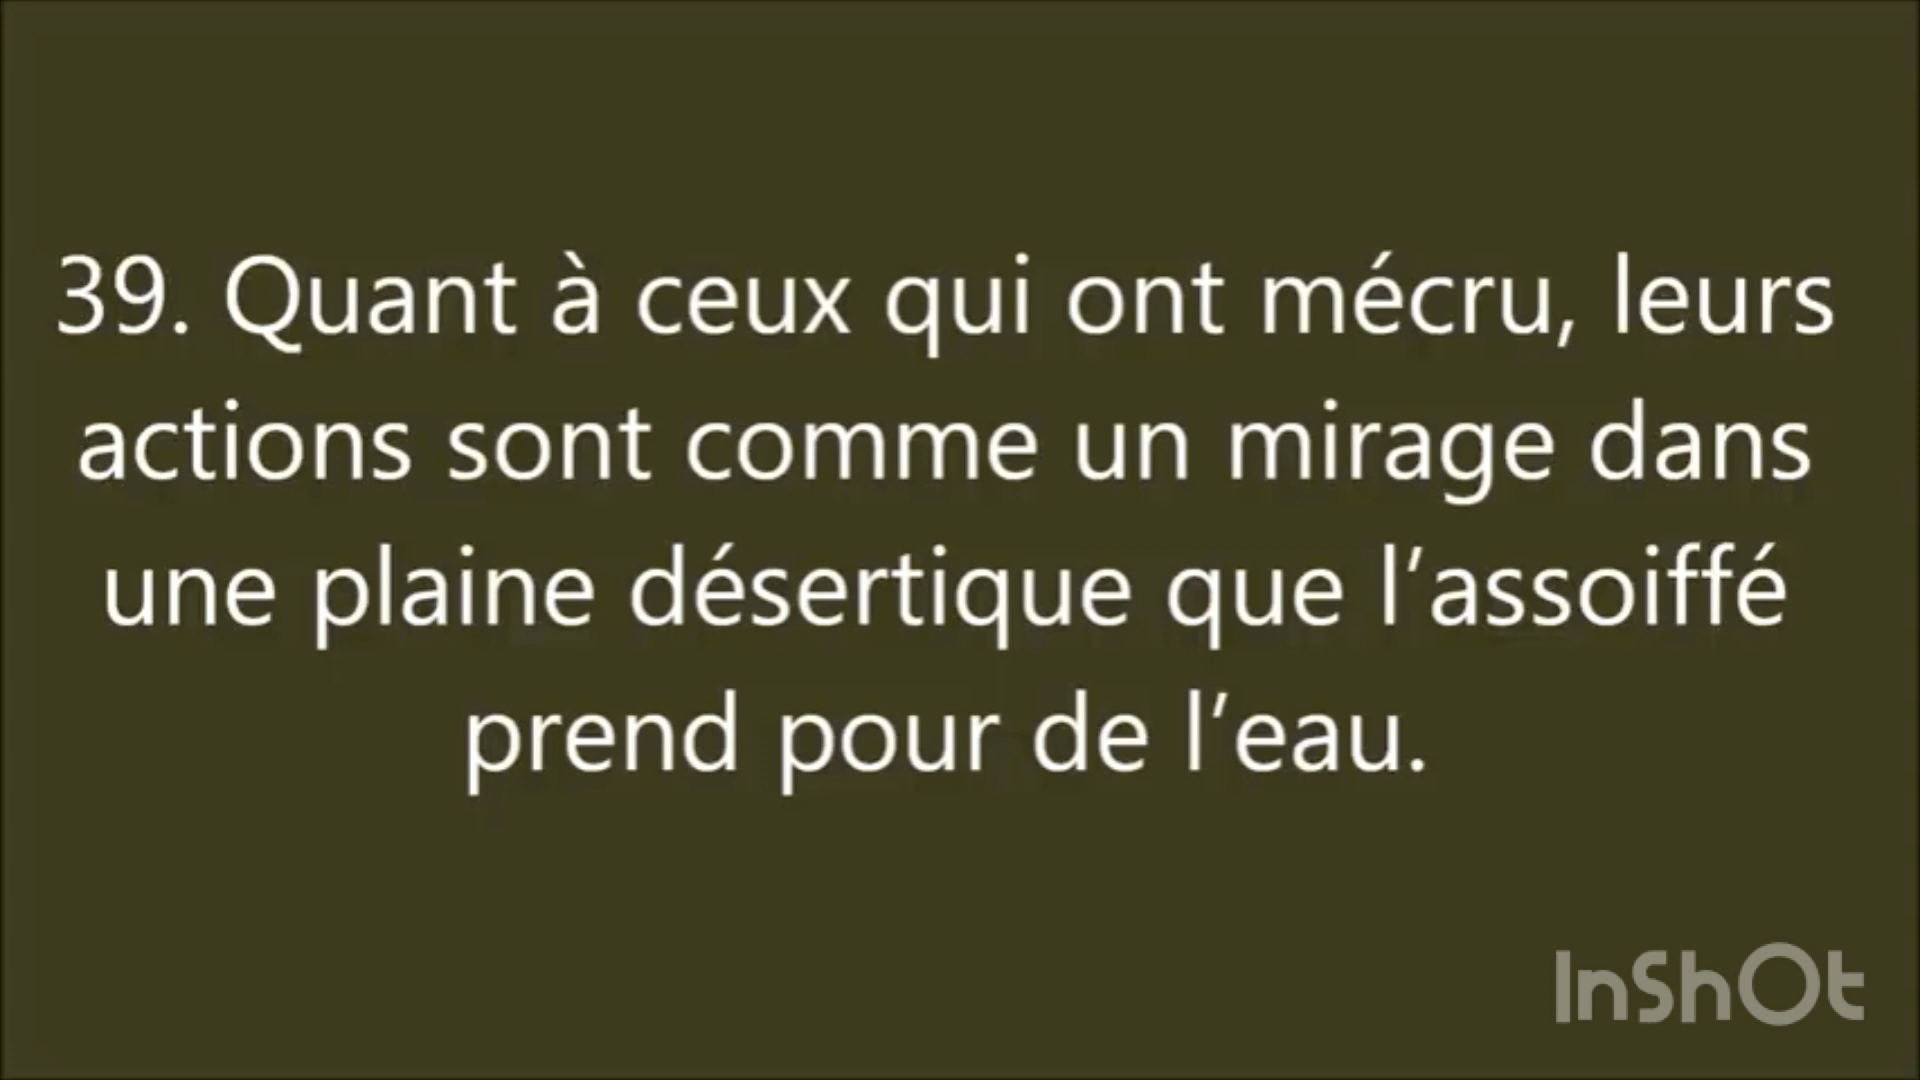 39. Quant à ceux qui ont mécru, leurs
actions sont comme un mirage dans
une plaine désertique que l’assoiffé
prend pour de l’eau.
InShOt